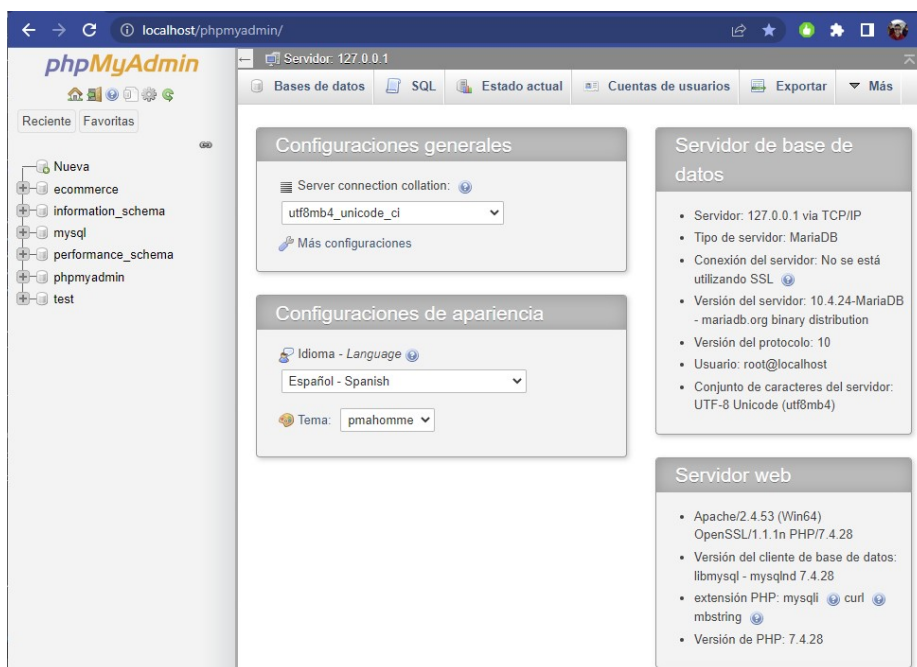 localhost/phpmyadmin/
phpMyAdmin
Reciente Favoritas
Nueva
ecommerce
information_schema
mysql
performance_schema
phpmyadmin
test
Servidor: 127.0.0.1
Bases de datos SQL Estado actual Cuentas de usuarios Exportar Más
Configuraciones generales
Server connection collation:
utf8mb4_unicode_ci
Más configuraciones
Configuraciones de apariencia
Idioma - Language
Español - Spanish
Tema: pmahomme
Servidor de base de
datos
• Servidor: 127.0.0.1 via TCP/IP
• Tipo de servidor: MariaDB
• Conexión del servidor: No se está
utilizando SSL
• Versión del servidor: 10.4.24-MariaDB
- mariadb.org binary distribution
• Versión del protocolo: 10
• Usuario: root@localhost
• Conjunto de caracteres del servidor:
UTF-8 Unicode (utf8mb4)
Servidor web
• Apache/2.4.53 (Win64)
OpenSSL/1.1.1n PHP/7.4.28
• Versión del cliente de base de datos:
libmysql - mysqlnd 7.4.28
• extensión PHP: mysqli curl
mbstring
• Versión de PHP: 7.4.28